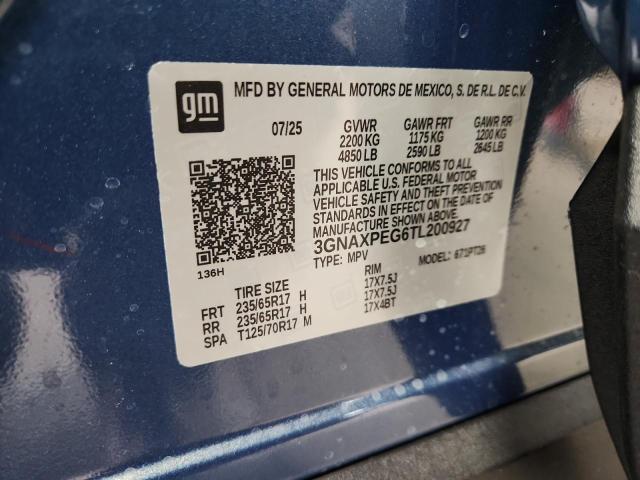 gm
MFD BY GENERAL MOTORS DE MEXICO, S. DE R.L. DE C.V.
07/25 GVWR GAWR FRT GAWR RR
2200 KG 1175 KG 1200 KG
4850 LB 2590 LB 2645 LB
THIS VEHICLE CONFORMS TO ALL
APPLICABLE U.S. FEDERAL MOTOR
VEHICLE SAFETY AND THEFT PREVENTION
STANDARDS IN EFFECT ON THE DATE OF
MANUFACTURE SHOWN ABOVE.
3GNAXPEG6TL200927
TYPE: MPV MODEL: 671PT26
136H
TIRE SIZE RIM
FRT 235/65R17 H 17X7.5J
RR 235/65R17 H 17X7.5J
SPA T125/70R17 M 17X4BT